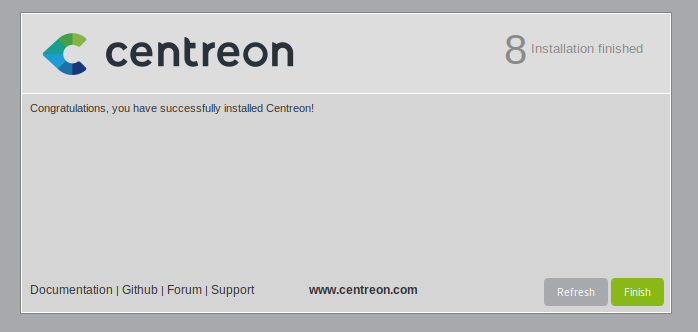 centreon
8 Installation finished
Congratulations, you have successfully installed Centreon!
Documentation | Github | Forum | Support www.centreon.com Refresh Finish